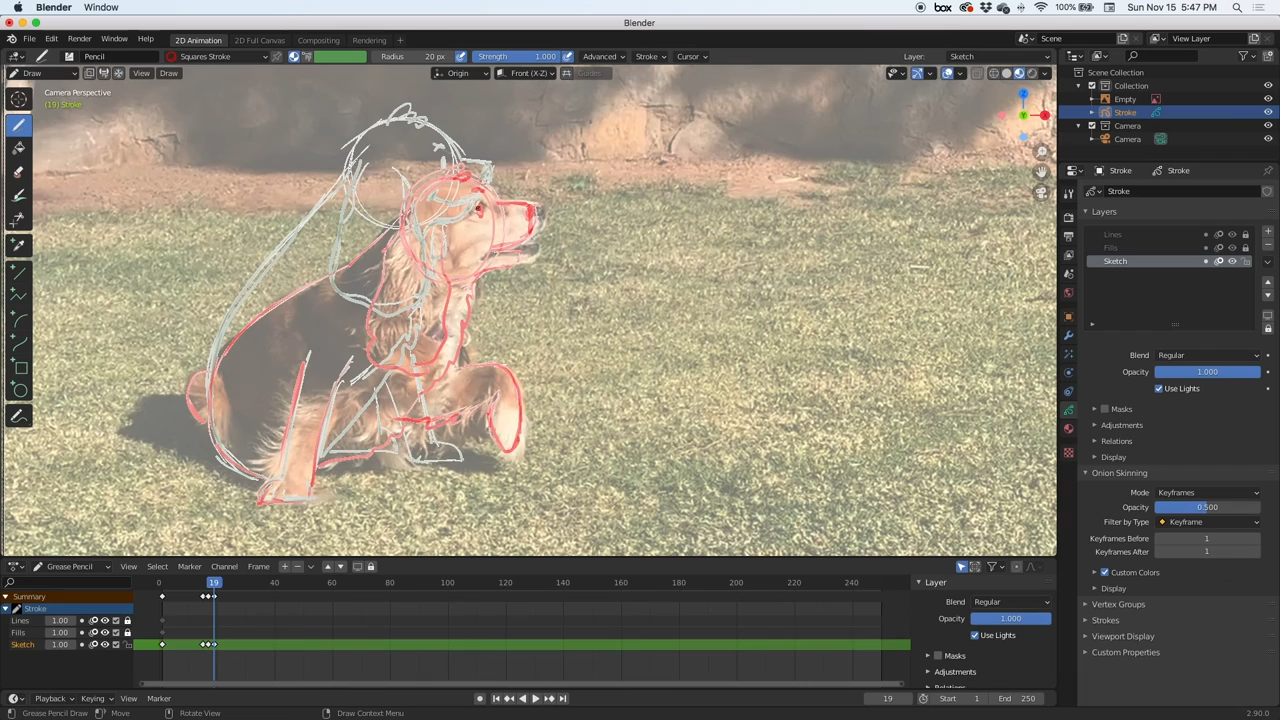 Blender Window box 100% Sun Nov 15 5:47 PM
Blender
File Edit Render Window Help 2D Animation 2D Full Canvas Compositing Rendering + Scene View Layer
Pencil Squares Stroke Radius 20 px Strength 1.000 Advanced Stroke Cursor Layer: Sketch
Draw View Draw Origin Front (X-Z) Guides
Camera Perspective
(19) Stroke
Scene Collection
Collection
Empty
Stroke
Camera
Camera
Stroke Stroke
Stroke
Layers
Lines
Fills
Sketch
Blend Regular
Opacity 1.000
Use Lights
Masks
Adjustments
Relations
Display
Onion Skinning
Mode Keyframes
Opacity 0.500
Filter by Type Keyframe
Keyframes Before 1
Keyframes After 1
Custom Colors
Display
Vertex Groups
Strokes
Viewport Display
Custom Properties
Grease Pencil View Select Marker Channel Frame
0 19 40 60 80 100 120 140 160 180 200 220 240
Summary
Stroke
Lines 1.00
Fills 1.00
Sketch 1.00
Layer
Blend Regular
Opacity 1.000
Use Lights
Masks
Adjustments
Relations
Playback Keying View Marker 19 Start 1 End 250
Grease Pencil Draw Move Rotate View Draw Context Menu 2.90.0